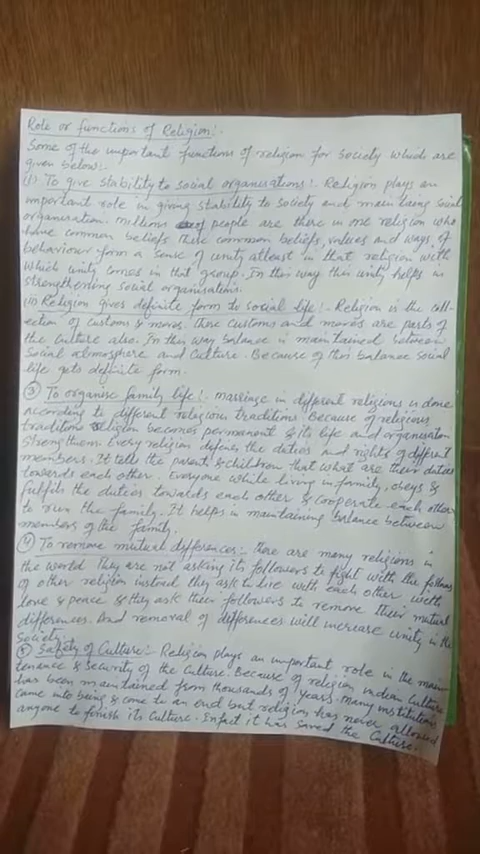 Role or functions of Religion:-
Some of the important functions of religion for society which are
given below:-
(i) To give stability to social organisations:- Religion plays an
important role in giving stability to society and maintaing social
organisation. millions of people are there in one religion who
have common beliefs. These common beliefs, values and ways of
behaviour form a sense of unity atleast in that religion with
which unity comes in that group. In this way this unity helps in
strengthening social organisations.
(ii) Religion gives definite form to social life:- Religion is the coll-
ection of customs & mores. These customs and mores are parts of
the culture also. In this way balance is maintained between
social atmosphere and culture. Because of this balance social
life gets definite form.
(3) To organise family life:- marriage in different religions is done
according to different religious traditions. Because of religious
tradition religion becomes permanent & its life and organisation
strengthens. Every religion defines the duties and rights of different
members. It tells the parents & children that what are their duties
towards each other. Everyone while living in family, obeys &
fulfils the duties towards each other & cooperate each other
to run the family. It helps in maintaining balance between
members of the family.
(4) To remove mutual differences:- There are many religions in
the world. They are not asking its followers to fight with the followers
of other religion instead they ask to live with each other with
love & peace & they ask their followers to remove their mutual
differences. And removal of differences will increase unity in the
society.
(5) Safety of Culture:- Religion plays an important role in the main-
tenance & security of the culture. Because of religion indian Culture
has been maintained from thousands of years. Many institutions
came into being & come to an end but religion has never allowed
anyone to finish its culture. Infact it has saved the Culture.